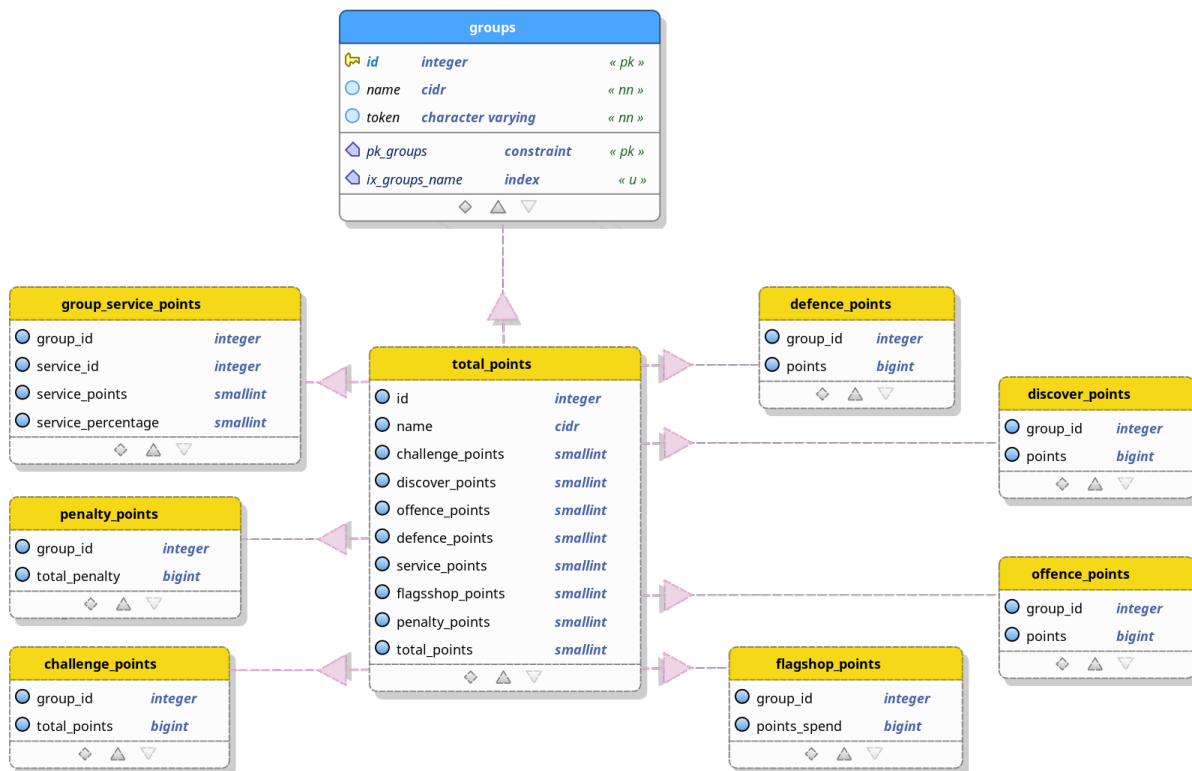 groups
id integer « pk »
name cidr « nn »
token character varying « nn »
pk_groups constraint « pk »
ix_groups_name index « u »
group_service_points
group_id integer
service_id integer
service_points smallint
service_percentage smallint
defence_points
group_id integer
points bigint
total_points
id integer
name cidr
challenge_points smallint
discover_points smallint
offence_points smallint
defence_points smallint
service_points smallint
flagsshop_points smallint
penalty_points smallint
total_points smallint
discover_points
group_id integer
points bigint
penalty_points
group_id integer
total_penalty bigint
offence_points
group_id integer
points bigint
challenge_points
group_id integer
total_points bigint
flagshop_points
group_id integer
points_spend bigint